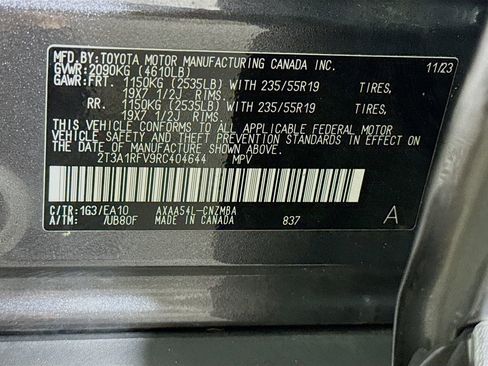 MFD.BY:TOYOTA MOTOR MANUFACTURING CANADA INC.
GVWR:2090KG (4610LB) 11/23
GAWR:FRT. 1150KG (2535LB) WITH 235/55R19 TIRES,
19X7 1/2J RIMS.
RR. 1150KG (2535LB) WITH 235/55R19 TIRES,
19X7 1/2J RIMS.
THIS VEHICLE CONFORMS TO ALL APPLICABLE FEDERAL MOTOR
VEHICLE SAFETY AND THEFT PREVENTION STANDARDS IN EFFECT ON
THE DATE OF MANUFACTURE SHOWN ABOVE.
2T3A1RFV9RC404644 MPV
C/TR:1G3/EA10 AXAA54L-CNZMBA A
A/TM: /UB80F MADE IN CANADA 837